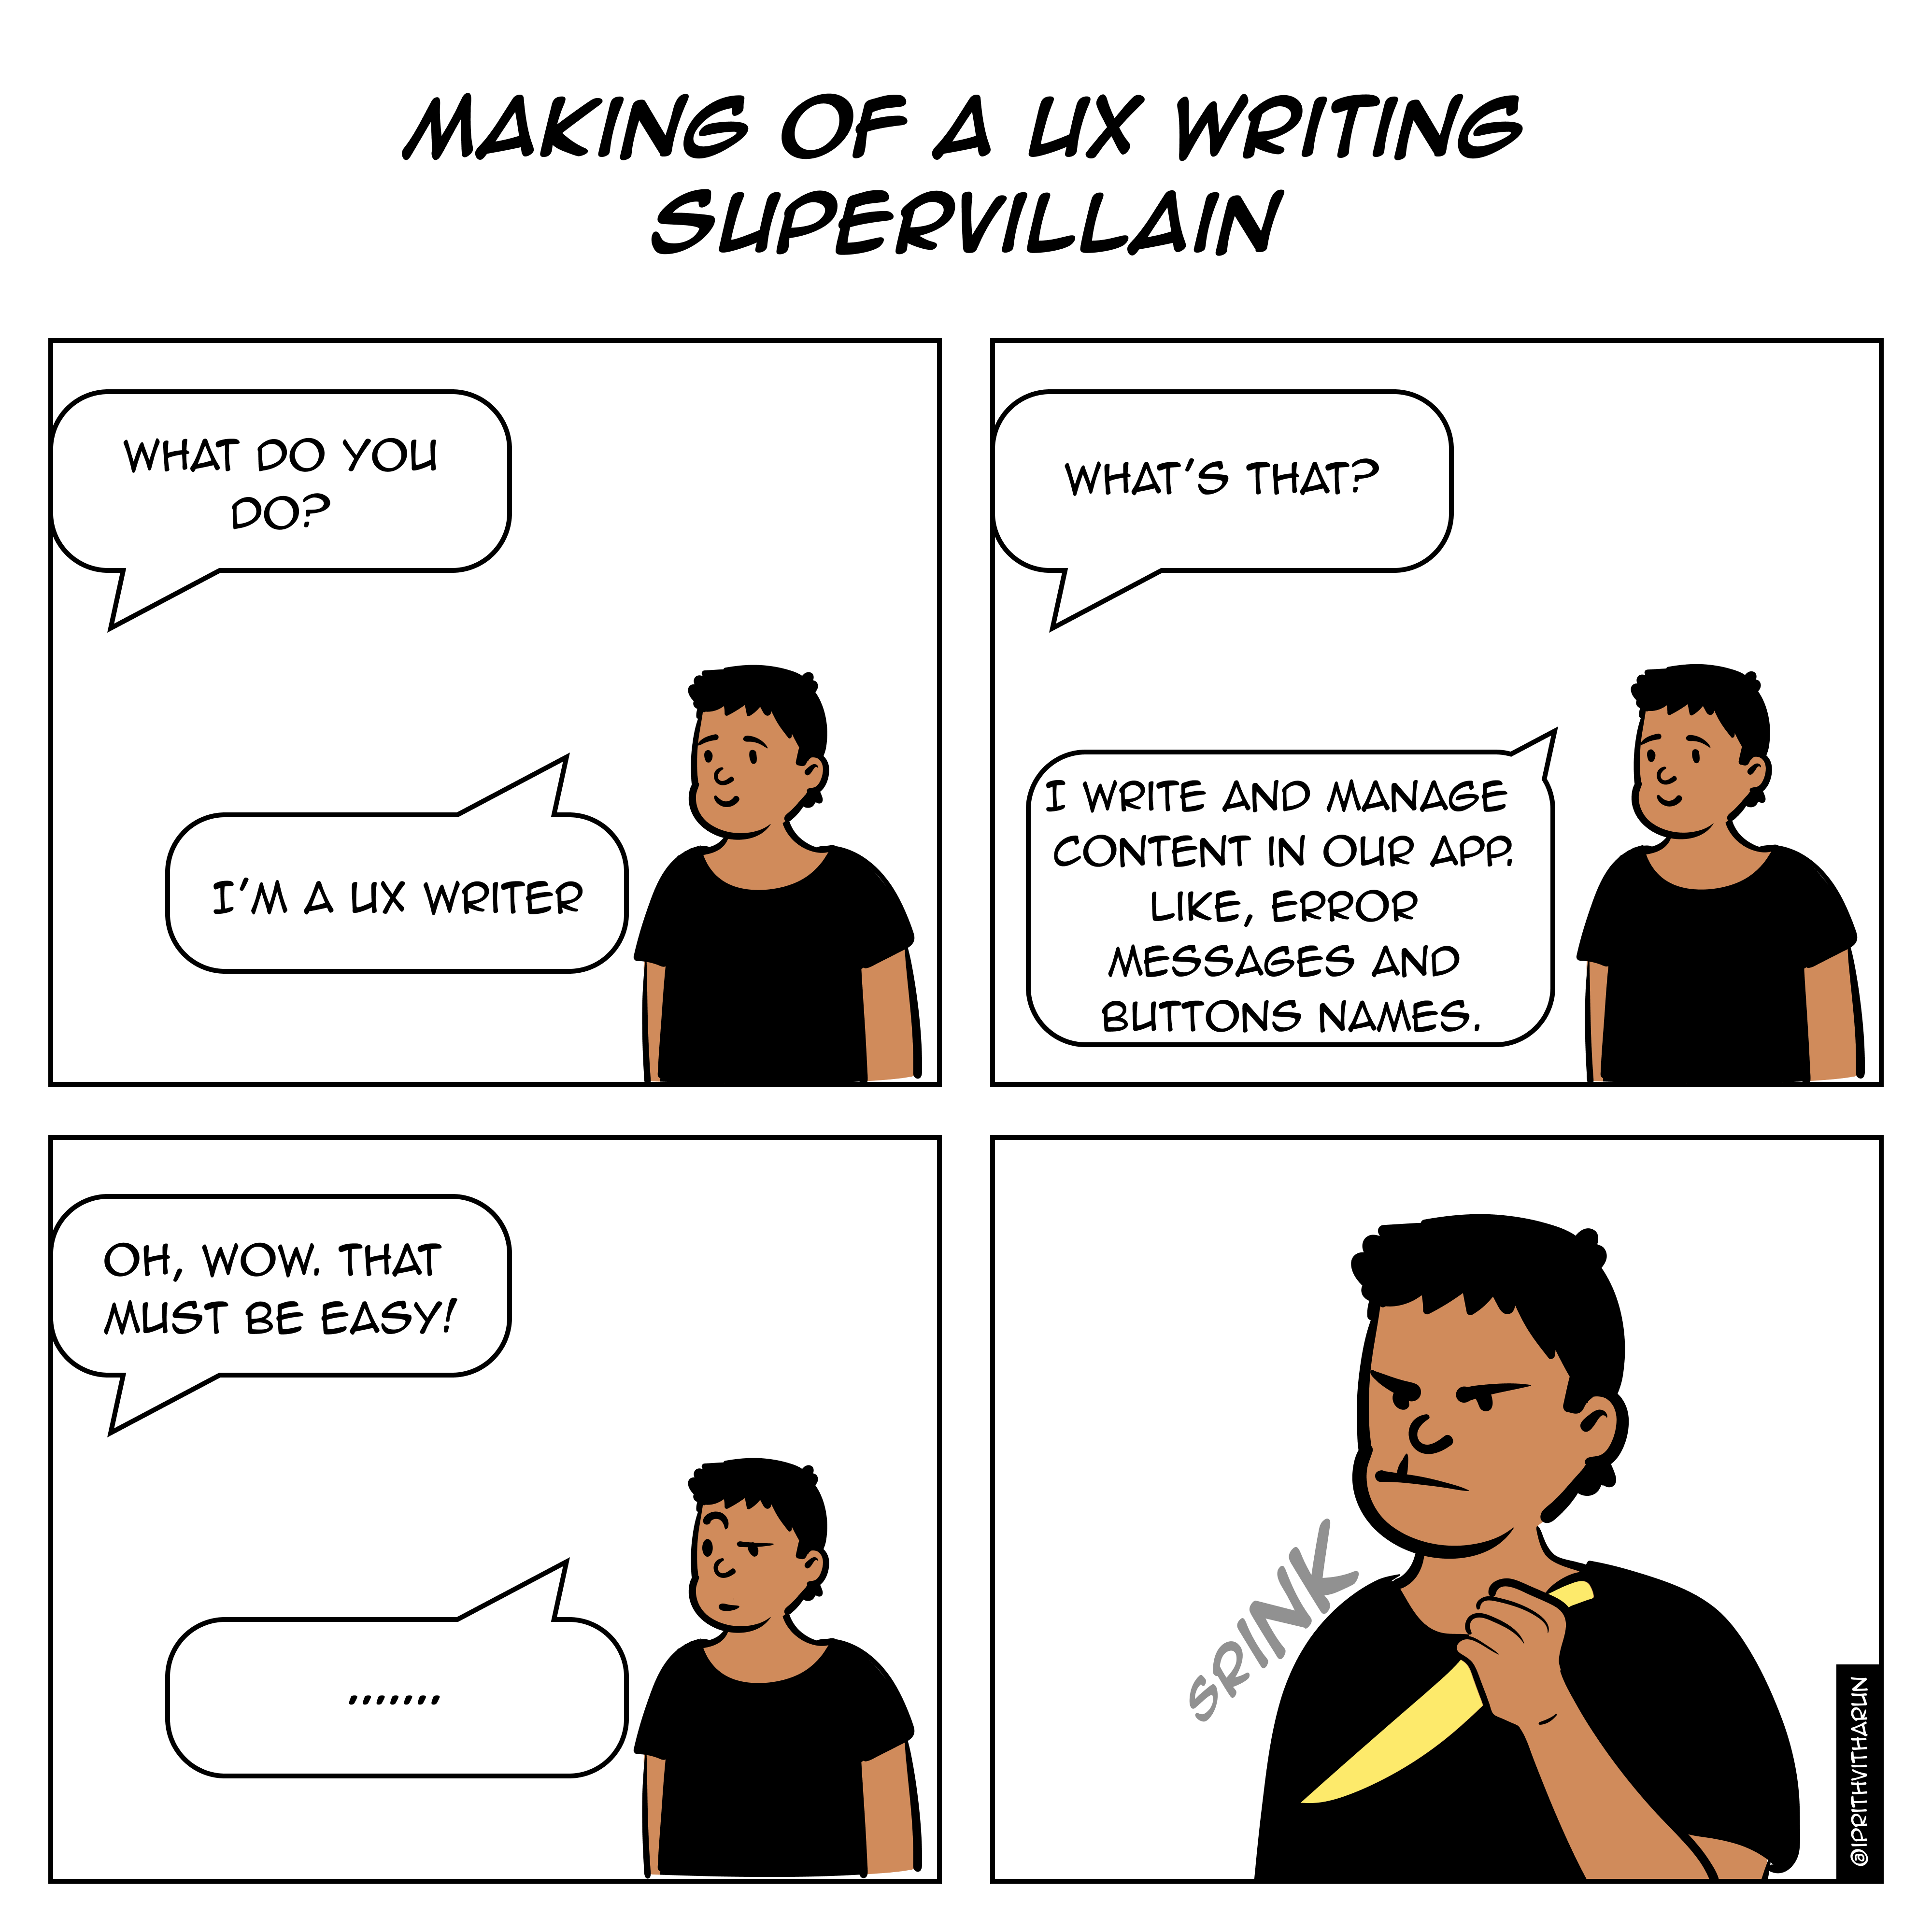 MAKING OF A UX WRITING
SUPERVILLAIN
WHAT DO YOU
DO?
I'M A UX WRITER
WHAT'S THAT?
I WRITE AND MANAGE
CONTENT IN OUR APP.
LIKE, ERROR
MESSAGES AND
BUTTONS NAMES.
OH, WOW. THAT
MUST BE EASY!
.......
SRINK
@IPRITHVITHARUN